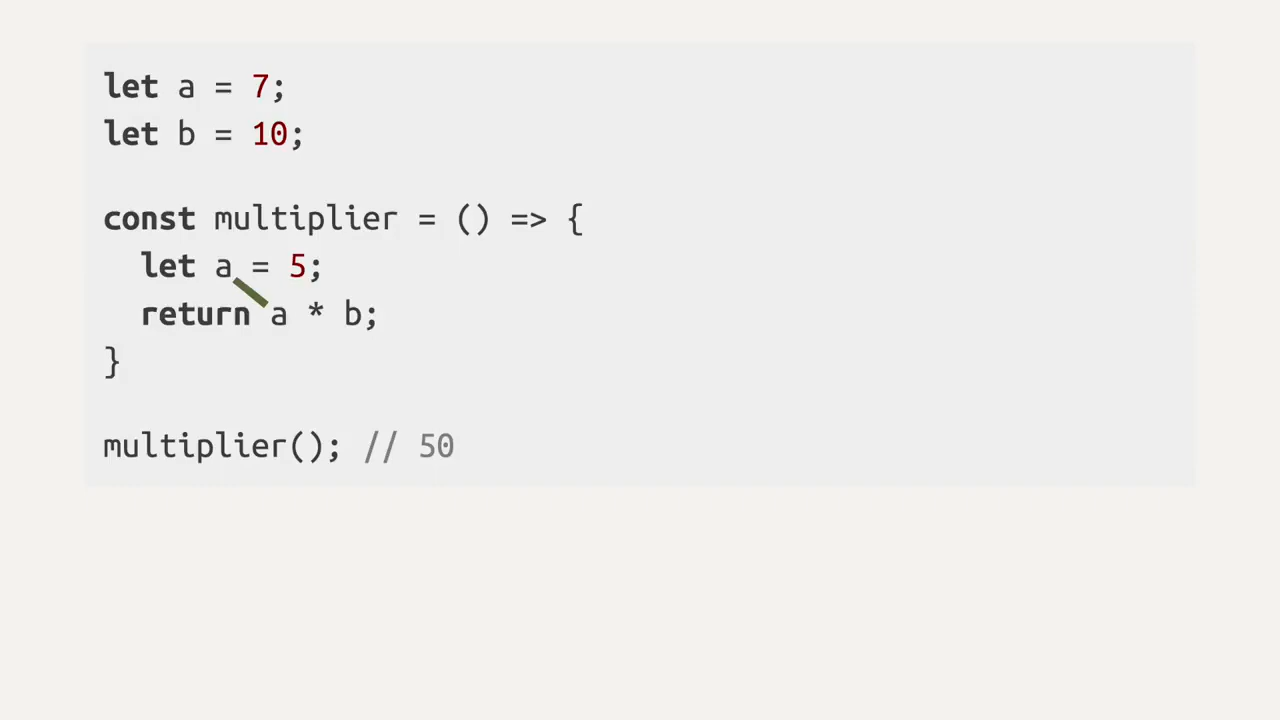 let a = 7;
let b = 10;
const multiplier = () => {
let a = 5;
return a * b;
}
multiplier(); // 50